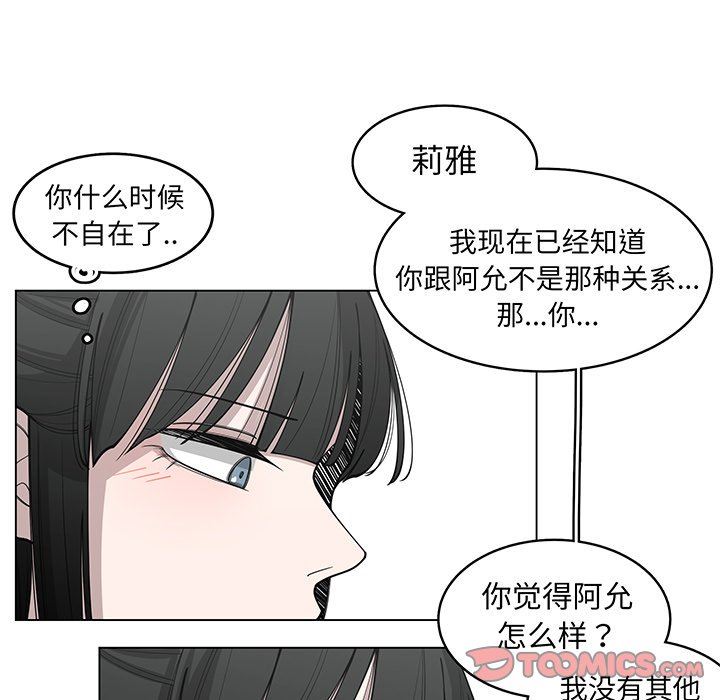 莉雅
你什么时候
不自在了..
我现在已经知道
你跟阿允不是那种关系...
那...你...
你觉得阿允
怎么样？
我没有其他
TOOMICS.COM